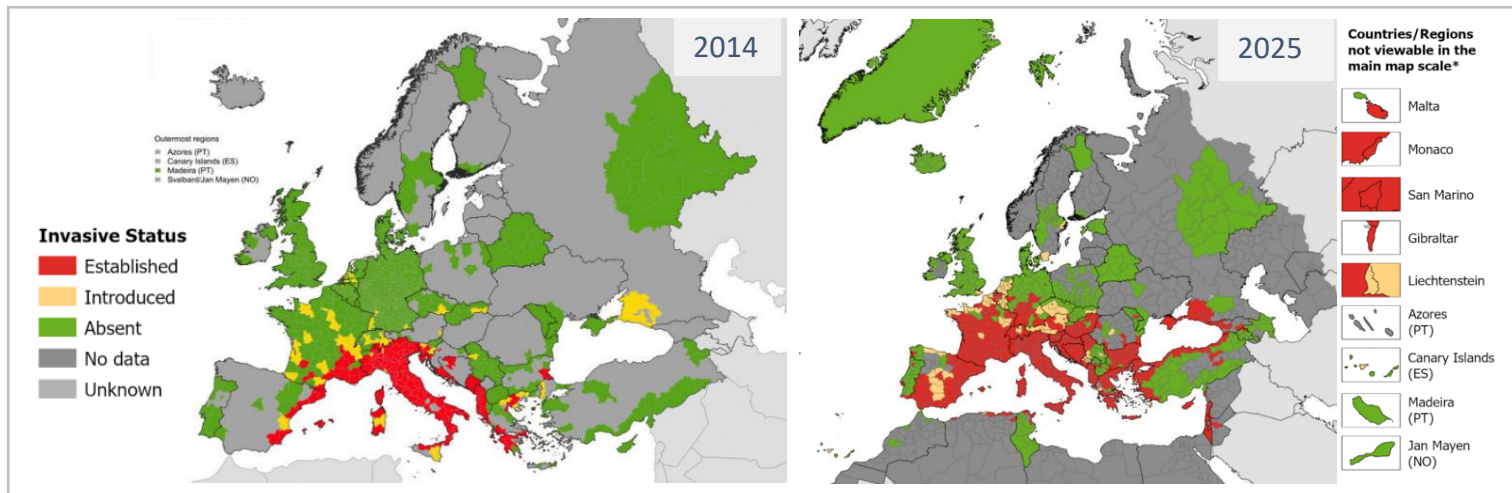 2014
Outermost regions
Azores (PT)
Canary Islands (ES)
Madeira (PT)
Svalbard/Jan Mayen (NO)
Invasive Status
Established
Introduced
Absent
No data
Unknown
2025
Countries/Regions
not viewable in the
main map scale*
Malta
Monaco
San Marino
Gibraltar
Liechtenstein
Azores
(PT)
Canary Islands
(ES)
Madeira
(PT)
Jan Mayen
(NO)